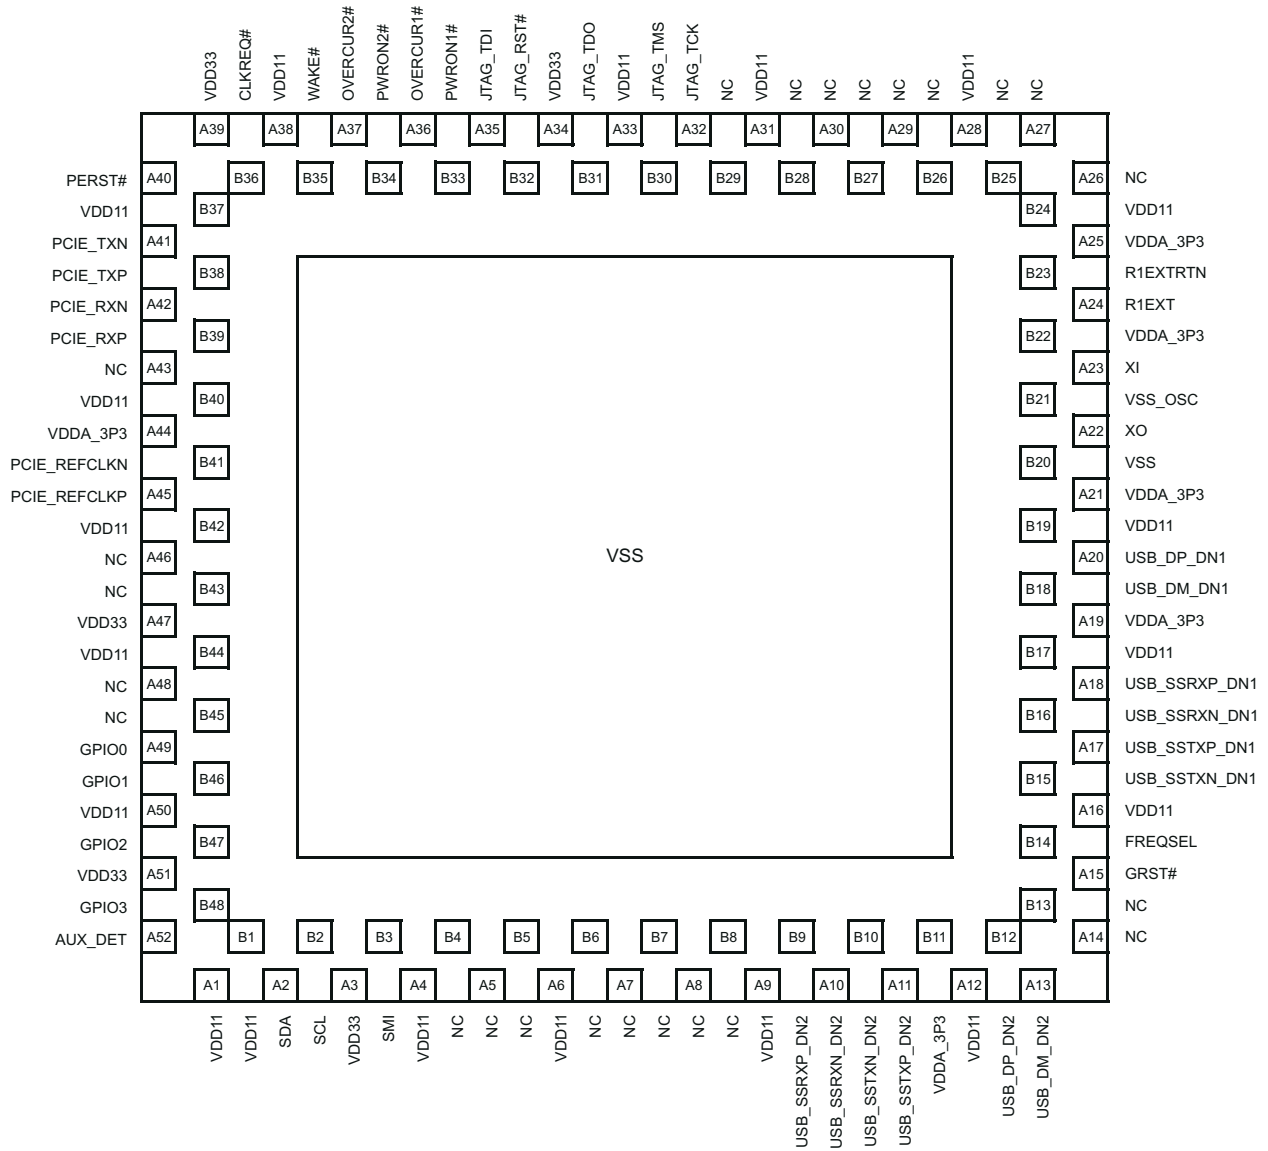 VDD33
CLKREQ#
VDD11
WAKE#
OVERCUR2#
PWRON2#
OVERCUR1#
PWRON1#
JTAG_TDI
JTAG_RST#
VDD33
JTAG_TDO
VDD11
JTAG_TMS
JTAG_TCK
NC
VDD11
NC
NC
NC
NC
NC
VDD11
NC
NC
A39 A38 A37 A36 A35 A34 A33 A32 A31 A30 A29 A28 A27
PERST# A40 B36 B35 B34 B33 B32 B31 B30 B29 B28 B27 B26 B25 A26 NC
VDD11 B37 B24 VDD11
PCIE_TXN A41 A25 VDDA_3P3
PCIE_TXP B38 B23 R1EXTRTN
PCIE_RXN A42 A24 R1EXT
PCIE_RXP B39 B22 VDDA_3P3
NC A43 A23 XI
VDD11 B40 B21 VSS_OSC
VDDA_3P3 A44 A22 XO
PCIE_REFCLKN B41 B20 VSS
PCIE_REFCLKP A45 A21 VDDA_3P3
VDD11 B42 B19 VDD11
NC A46 VSS A20 USB_DP_DN1
NC B43 B18 USB_DM_DN1
VDD33 A47 A19 VDDA_3P3
VDD11 B44 B17 VDD11
NC A48 A18 USB_SSRXP_DN1
NC B45 B16 USB_SSRXN_DN1
GPIO0 A49 A17 USB_SSTXP_DN1
GPIO1 B46 B15 USB_SSTXN_DN1
VDD11 A50 A16 VDD11
GPIO2 B47 B14 FREQSEL
VDD33 A51 A15 GRST#
GPIO3 B48 B13 NC
AUX_DET A52 B1 B2 B3 B4 B5 B6 B7 B8 B9 B10 B11 B12 A14 NC
A1 A2 A3 A4 A5 A6 A7 A8 A9 A10 A11 A12 A13
VDD11
VDD11
SDA
SCL
VDD33
SMI
VDD11
NC
NC
NC
VDD11
NC
NC
NC
NC
NC
VDD11
USB_SSRXP_DN2
USB_SSRXN_DN2
USB_SSTXN_DN2
USB_SSTXP_DN2
VDDA_3P3
VDD11
USB_DP_DN2
USB_DM_DN2